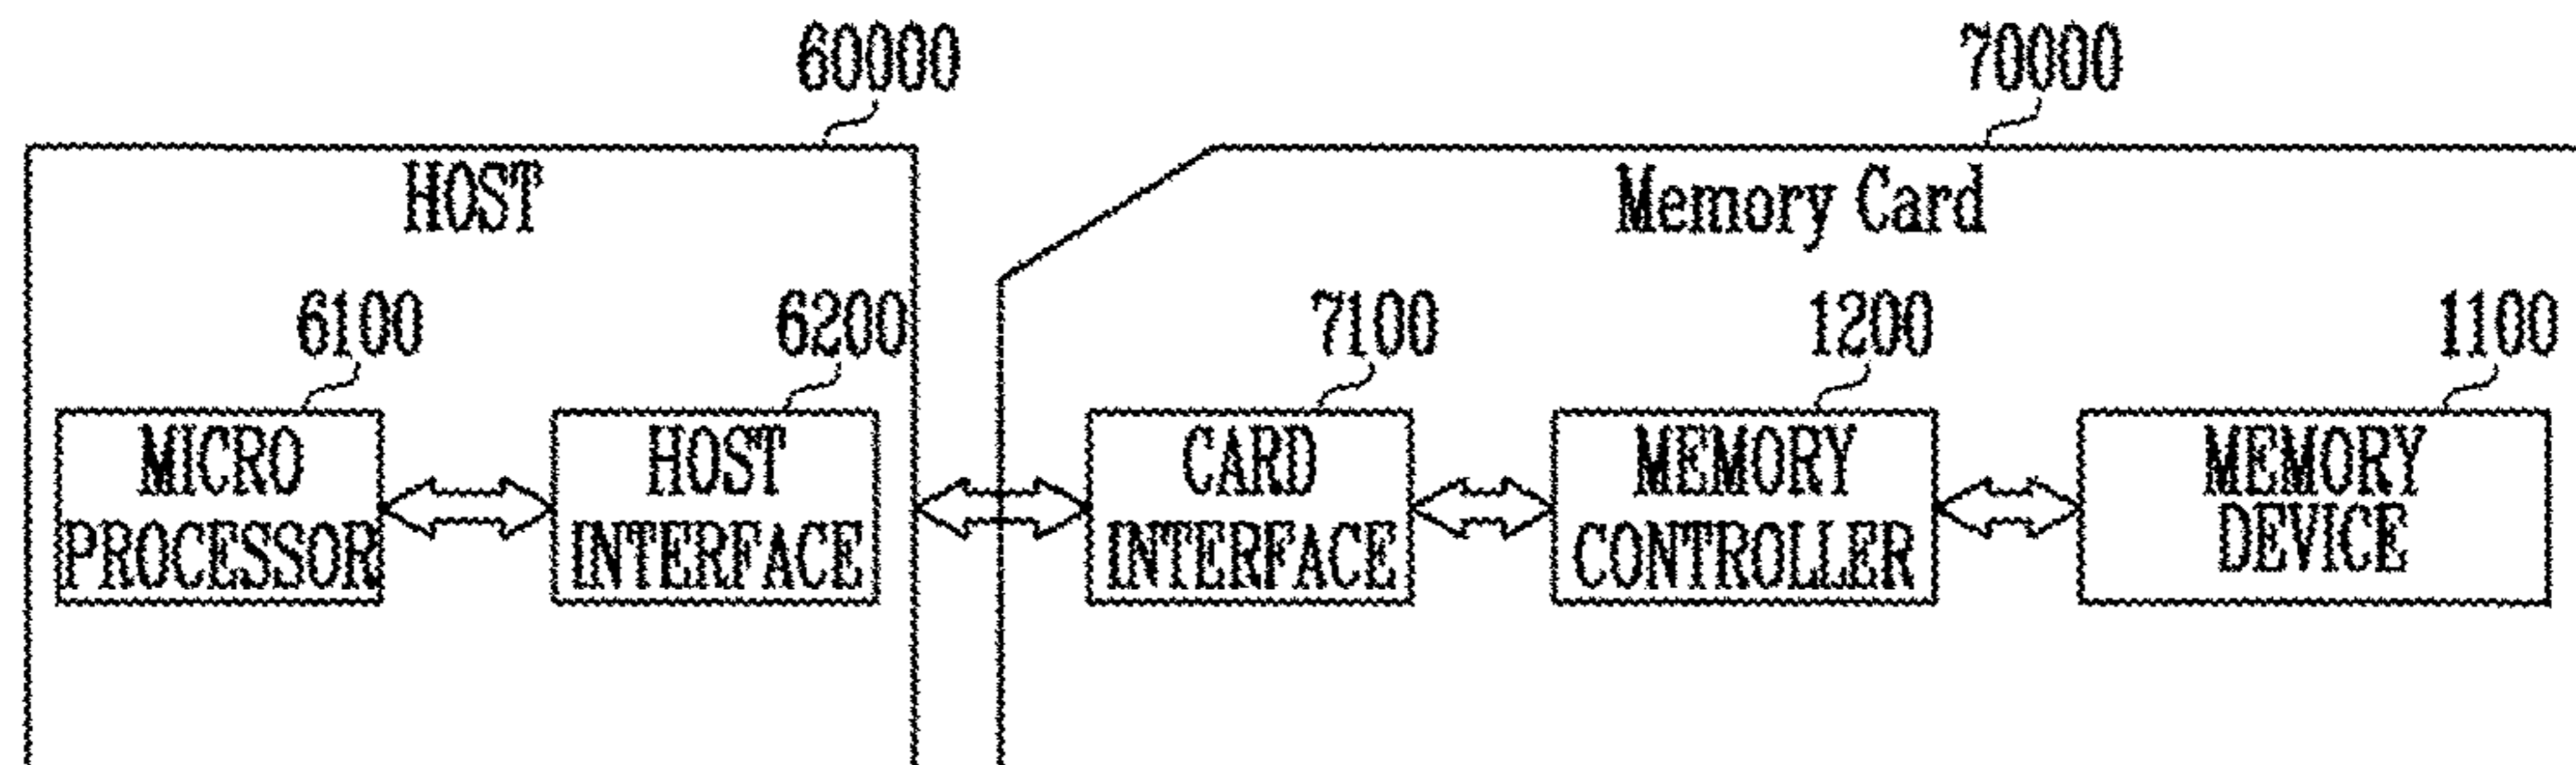 60000
70000
HOST
Memory Card
6100
6200
7100
1200
1100
MICRO
PROCESSOR
HOST
INTERFACE
CARD
INTERFACE
MEMORY
CONTROLLER
MEMORY
DEVICE